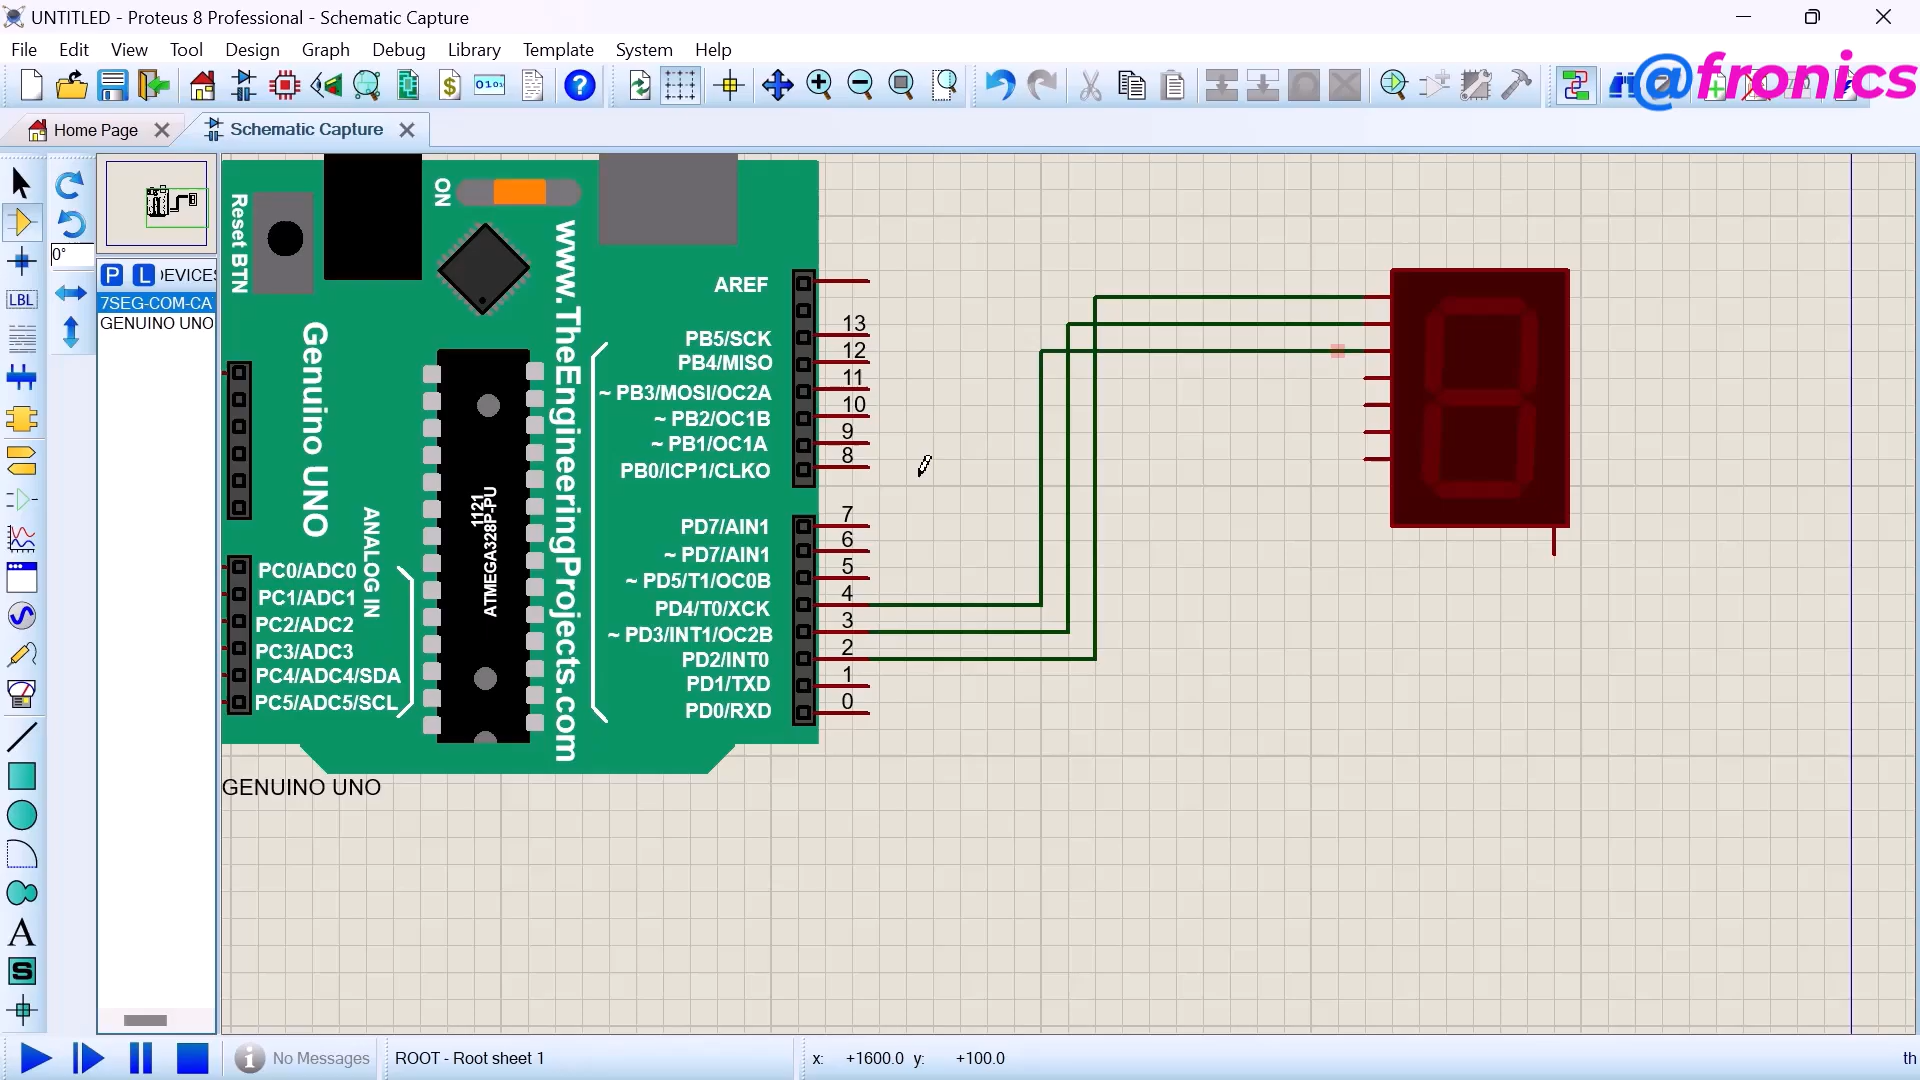 UNTITLED - Proteus 8 Professional - Schematic Capture
File Edit View Tool Design Graph Debug Library Template System Help
@fronics
Home Page
Schematic Capture
0°
P L DEVICES
7SEG-COM-CA
GENUINO UNO
LBL
A
S
Reset BTN
ON
www.TheEngineeringProjects.com
Genuino UNO
ANALOG IN
1121
ATMEGA328P-PU
AREF
PB5/SCK 13
PB4/MISO 12
~ PB3/MOSI/OC2A 11
~ PB2/OC1B 10
~ PB1/OC1A 9
PB0/ICP1/CLKO 8
PD7/AIN1 7
~ PD7/AIN1 6
~ PD5/T1/OC0B 5
PD4/T0/XCK 4
~ PD3/INT1/OC2B 3
PD2/INT0 2
PD1/TXD 1
PD0/RXD 0
PC0/ADC0
PC1/ADC1
PC2/ADC2
PC3/ADC3
PC4/ADC4/SDA
PC5/ADC5/SCL
GENUINO UNO
No Messages
ROOT - Root sheet 1
x: +1600.0 y: +100.0
th